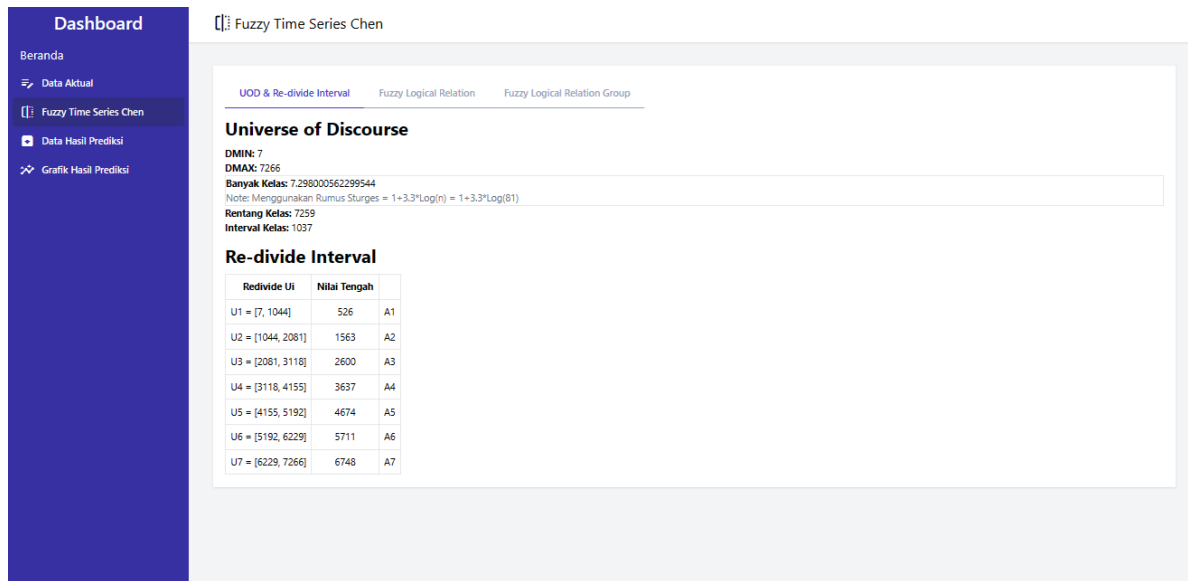 Dashboard
Fuzzy Time Series Chen
Beranda
Data Aktual
Fuzzy Time Series Chen
Data Hasil Prediksi
Grafik Hasil Prediksi
UOD & Re-divide Interval Fuzzy Logical Relation Fuzzy Logical Relation Group
Universe of Discourse
DMIN: 7
DMAX: 7266
Banyak Kelas: 7.298000562299544
Note: Menggunakan Rumus Sturges = 1+3.3*Log(n) = 1+3.3*Log(81)
Rentang Kelas: 7259
Interval Kelas: 1037
Re-divide Interval
Redivide Ui Nilai Tengah
U1 = [7, 1044] 526 A1
U2 = [1044, 2081] 1563 A2
U3 = [2081, 3118] 2600 A3
U4 = [3118, 4155] 3637 A4
U5 = [4155, 5192] 4674 A5
U6 = [5192, 6229] 5711 A6
U7 = [6229, 7266] 6748 A7